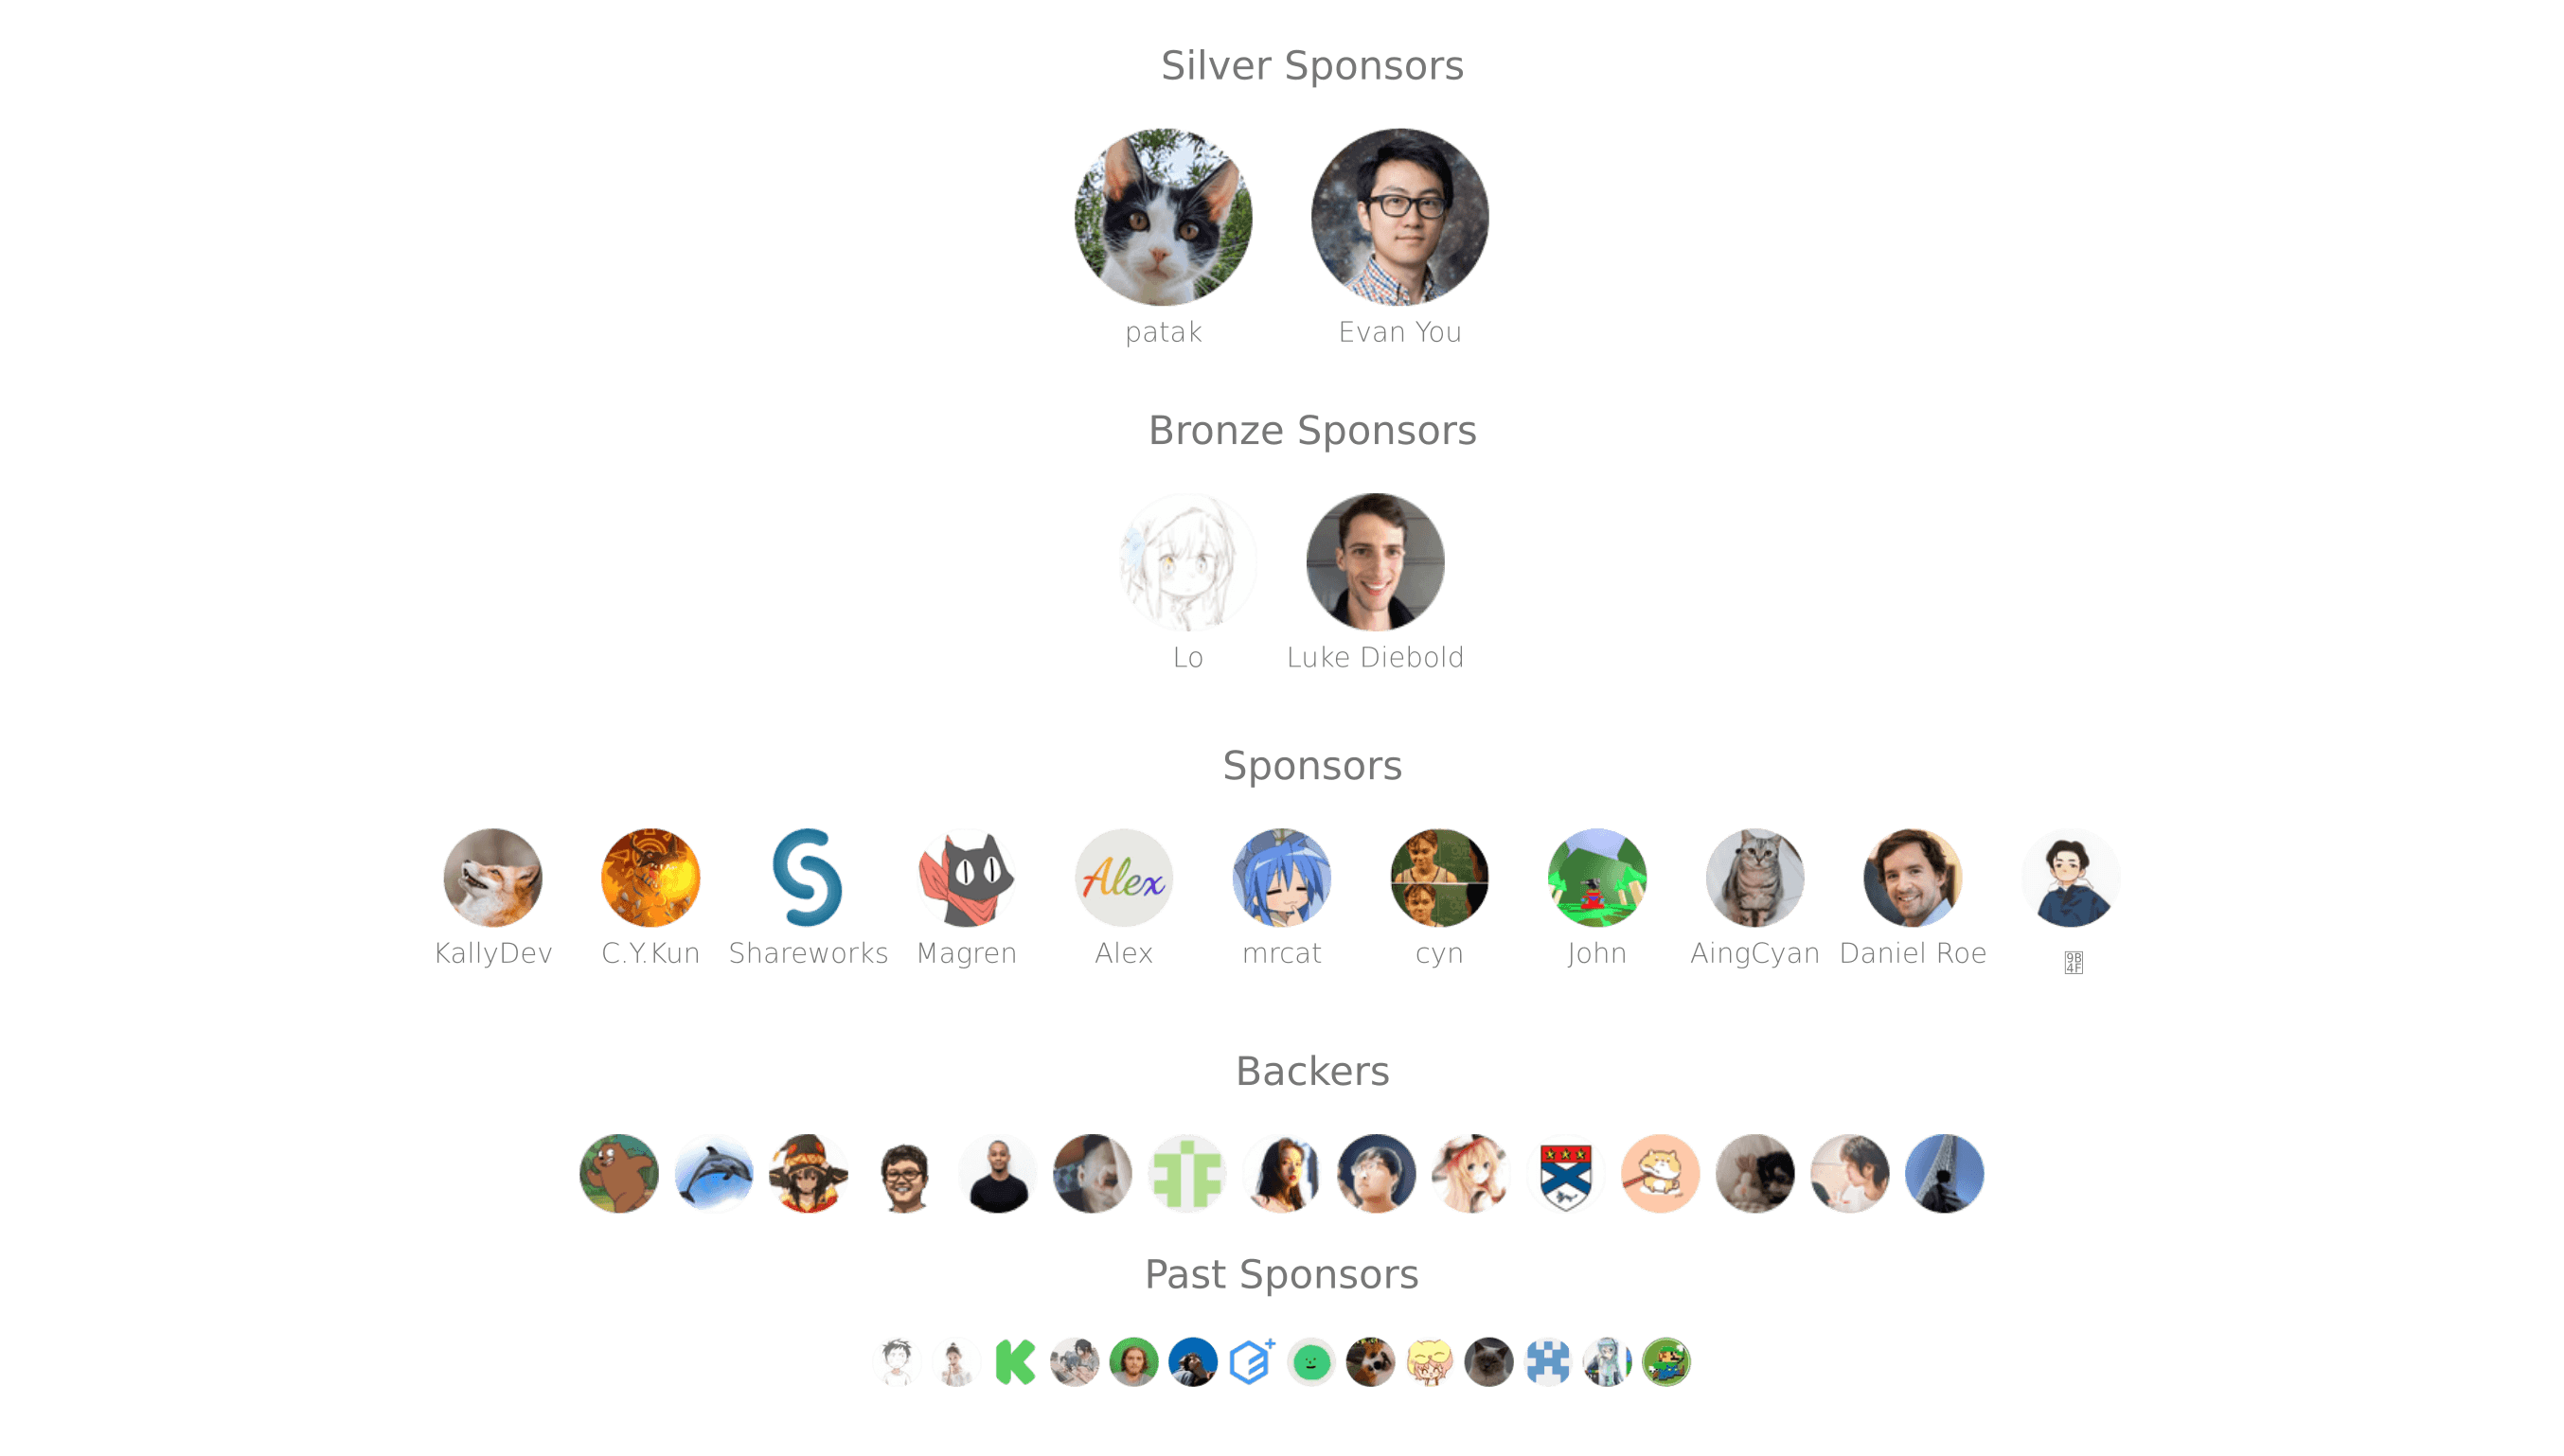 Silver Sponsors
patak Evan You
Bronze Sponsors
Lo Luke Diebold
Sponsors
Alex
KallyDev C.Y.Kun Shareworks Magren Alex mrcat cyn John AingCyan Daniel Roe
Backers
Past Sponsors